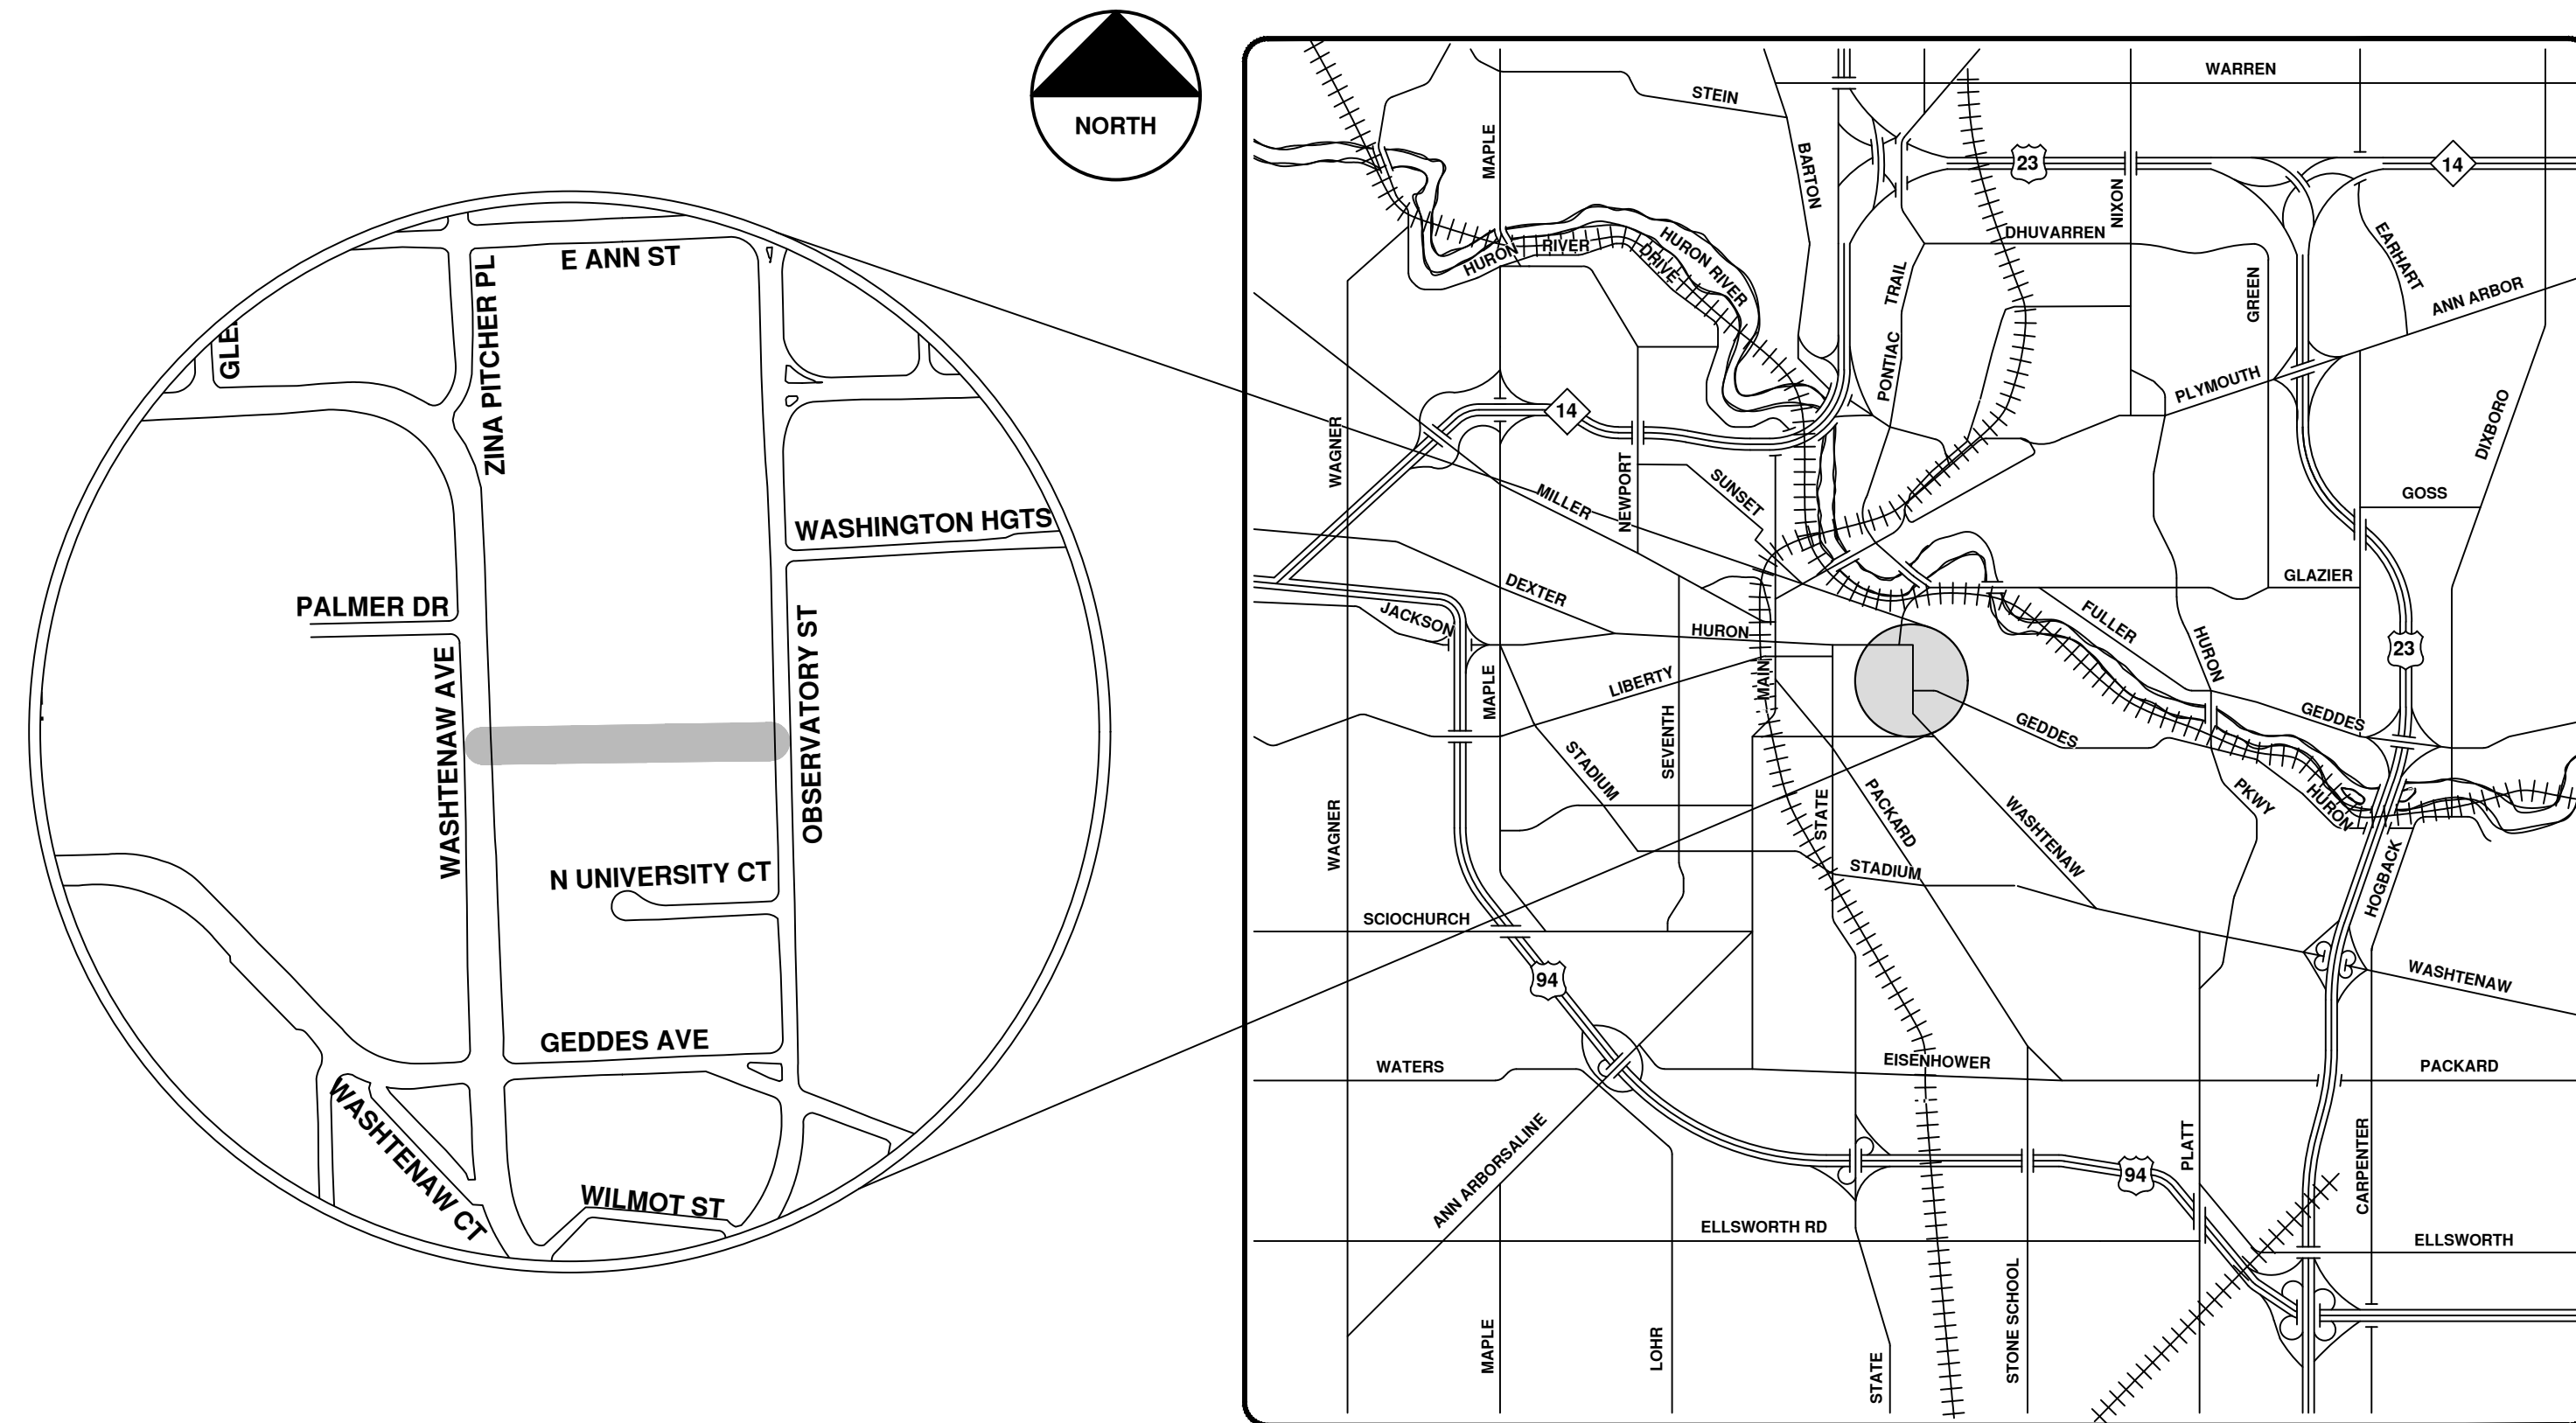 NORTH
E ANN ST
ZINA PITCHER PL
GLE
WASHINGTON HGTS
PALMER DR
WASHTENAW AVE
OBSERVATORY ST
N UNIVERSITY CT
GEDDES AVE
WASHTENAW CT
WILMOT ST
WARREN
STEIN
MAPLE
BARTON
23
14
NIXON
DHUVARREN
EARHART
HURON
RIVER
DRIVE
HURON RIVER
PONTIAC
TRAIL
GREEN
ANN ARBOR
PLYMOUTH
DIXBORO
WAGNER
14
NEWPORT
MILLER
SUNSET
GOSS
DEXTER
JACKSON
HURON
GLAZIER
FULLER
HURON
23
MAPLE
LIBERTY
MAIN
SEVENTH
STADIUM
GEDDES
GEDDES
WAGNER
STATE
PACKARD
WASHTENAW
PKWY
HURON
STADIUM
HOGBACK
SCIOCHURCH
94
WASHTENAW
WATERS
EISENHOWER
PACKARD
ANN ARBORSALINE
PLATT
94
CARPENTER
ELLSWORTH RD
ELLSWORTH
MAPLE
LOHR
STATE
STONE SCHOOL